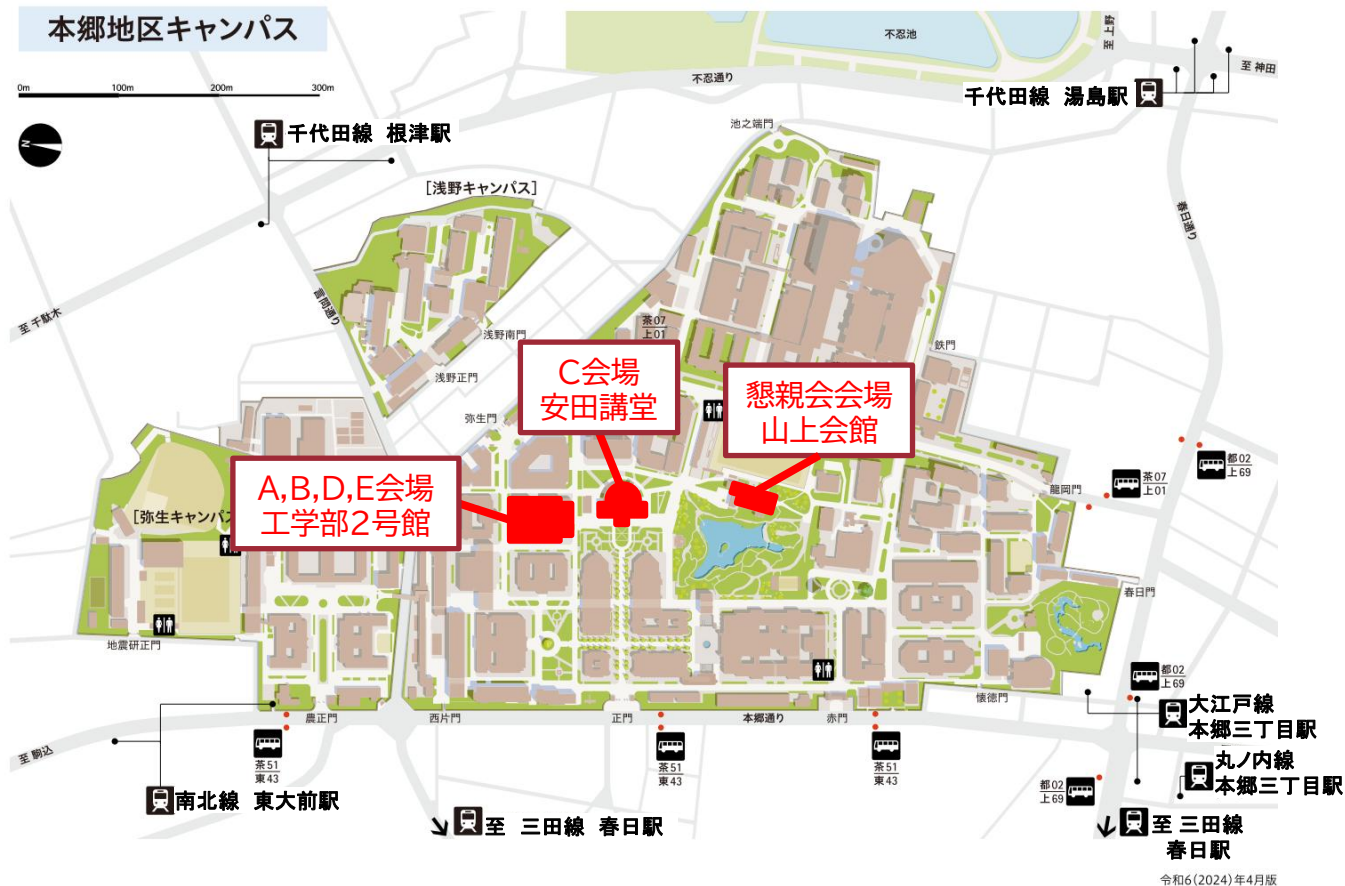 本郷地区キャンパス
0m 100m 200m 300m
N
不忍池
至 上野
至 神田
不忍通り
千代田線 湯島駅
千代田線 根津駅
池之端門
[浅野キャンパス]
春日通り
言問通り
至 千駄木
浅野南門
茶07
上01
鉄門
浅野正門
弥生門
C会場
安田講堂
懇親会会場
山上会館
A,B,D,E会場
工学部2号館
[弥生キャンパ
都02
上69
茶07
上01
龍岡門
春日門
地震研正門
都02
上69
懐徳門
大江戸線
本郷三丁目駅
農正門
西片門
正門
本郷通り
赤門
至 駒込
茶51
東43
茶51
東43
茶51
東43
丸ノ内線
本郷三丁目駅
都02
上69
南北線 東大前駅
至 三田線 春日駅
至 三田線
春日駅
令和6(2024)年4月版